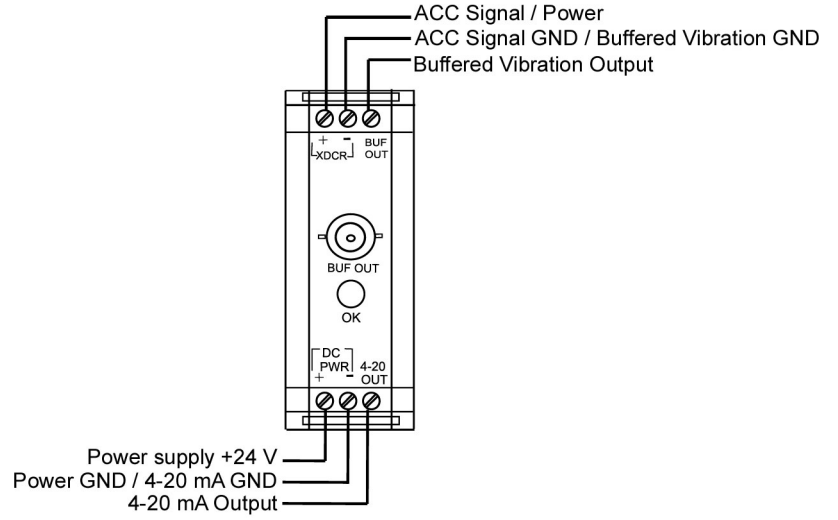 ACC Signal / Power
ACC Signal GND / Buffered Vibration GND
Buffered Vibration Output
+ - BUF
XDCR OUT
BUF OUT
OK
DC
PWR 4-20
+ - OUT
Power supply +24 V
Power GND / 4-20 mA GND
4-20 mA Output